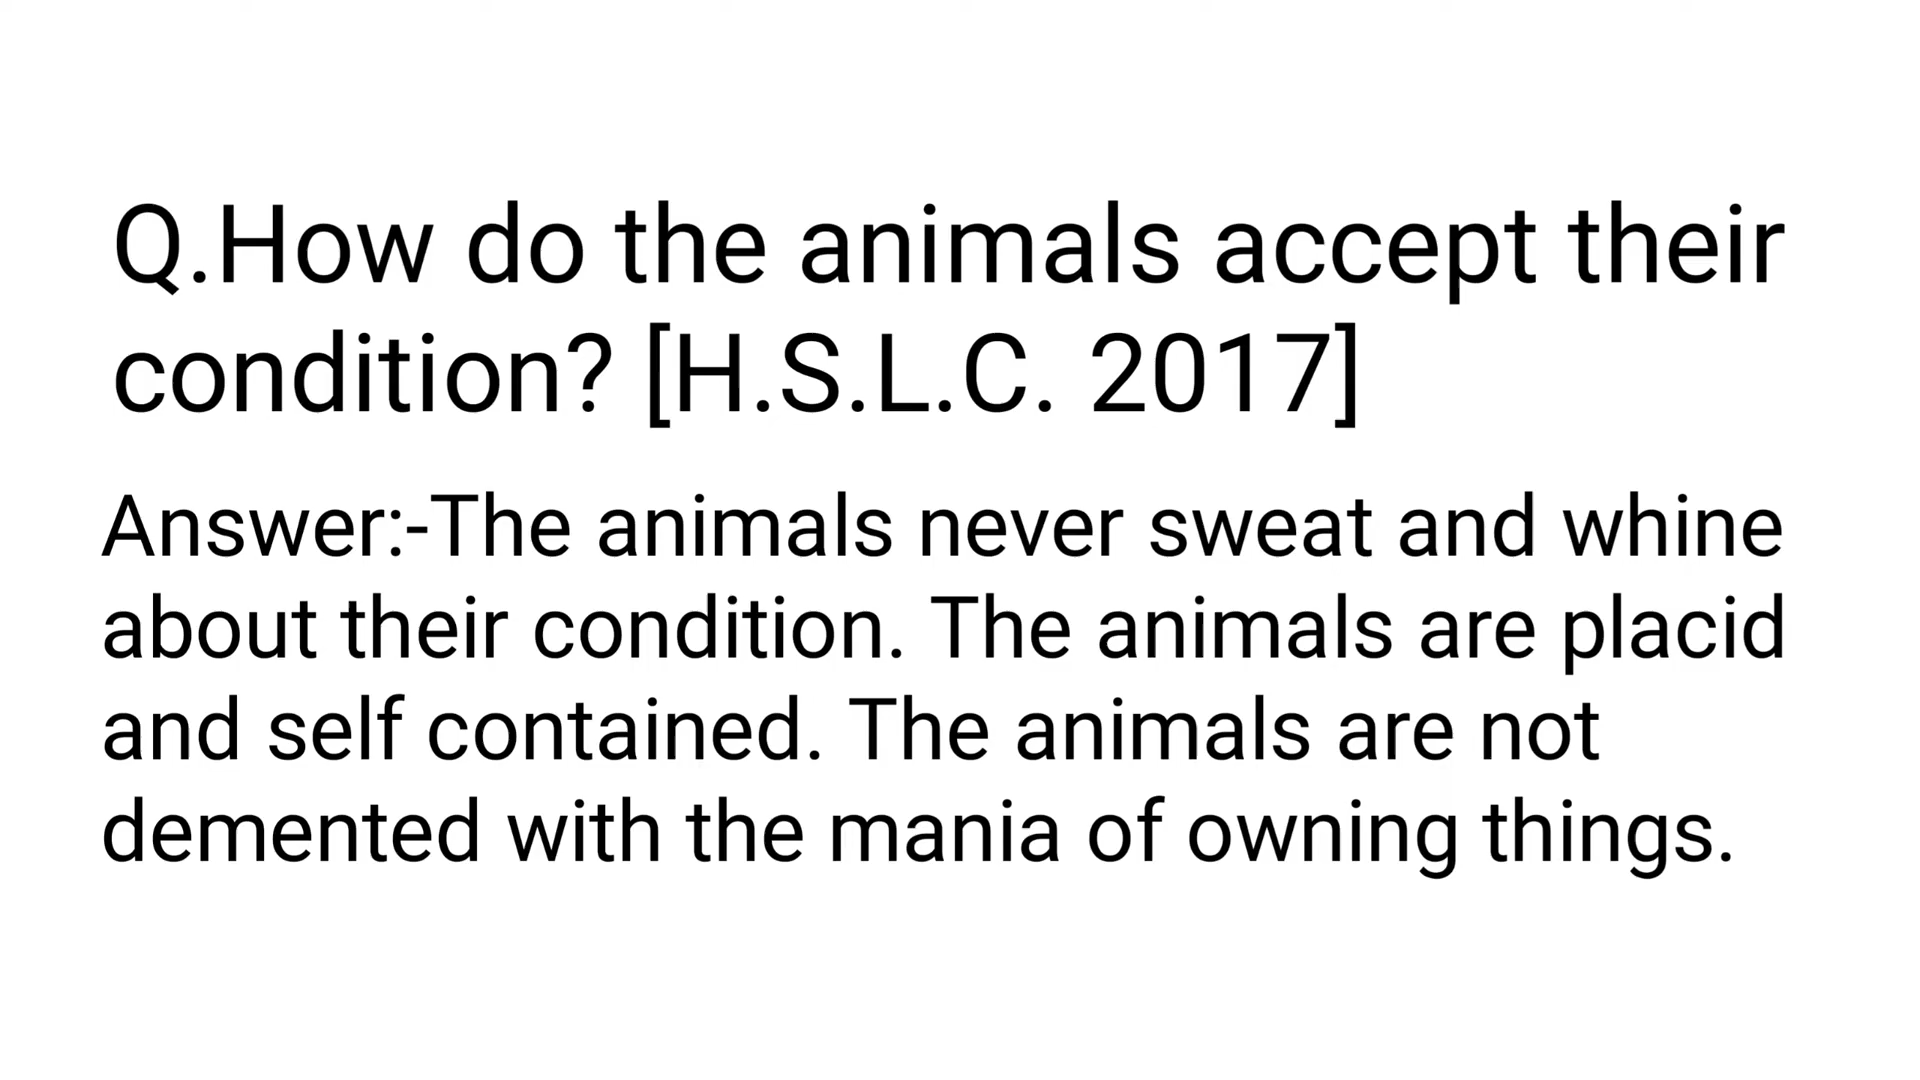 Q.How do the animals accept their
condition? [H.S.L.C. 2017]
Answer:-The animals never sweat and whine
about their condition. The animals are placid
and self contained. The animals are not
demented with the mania of owning things.